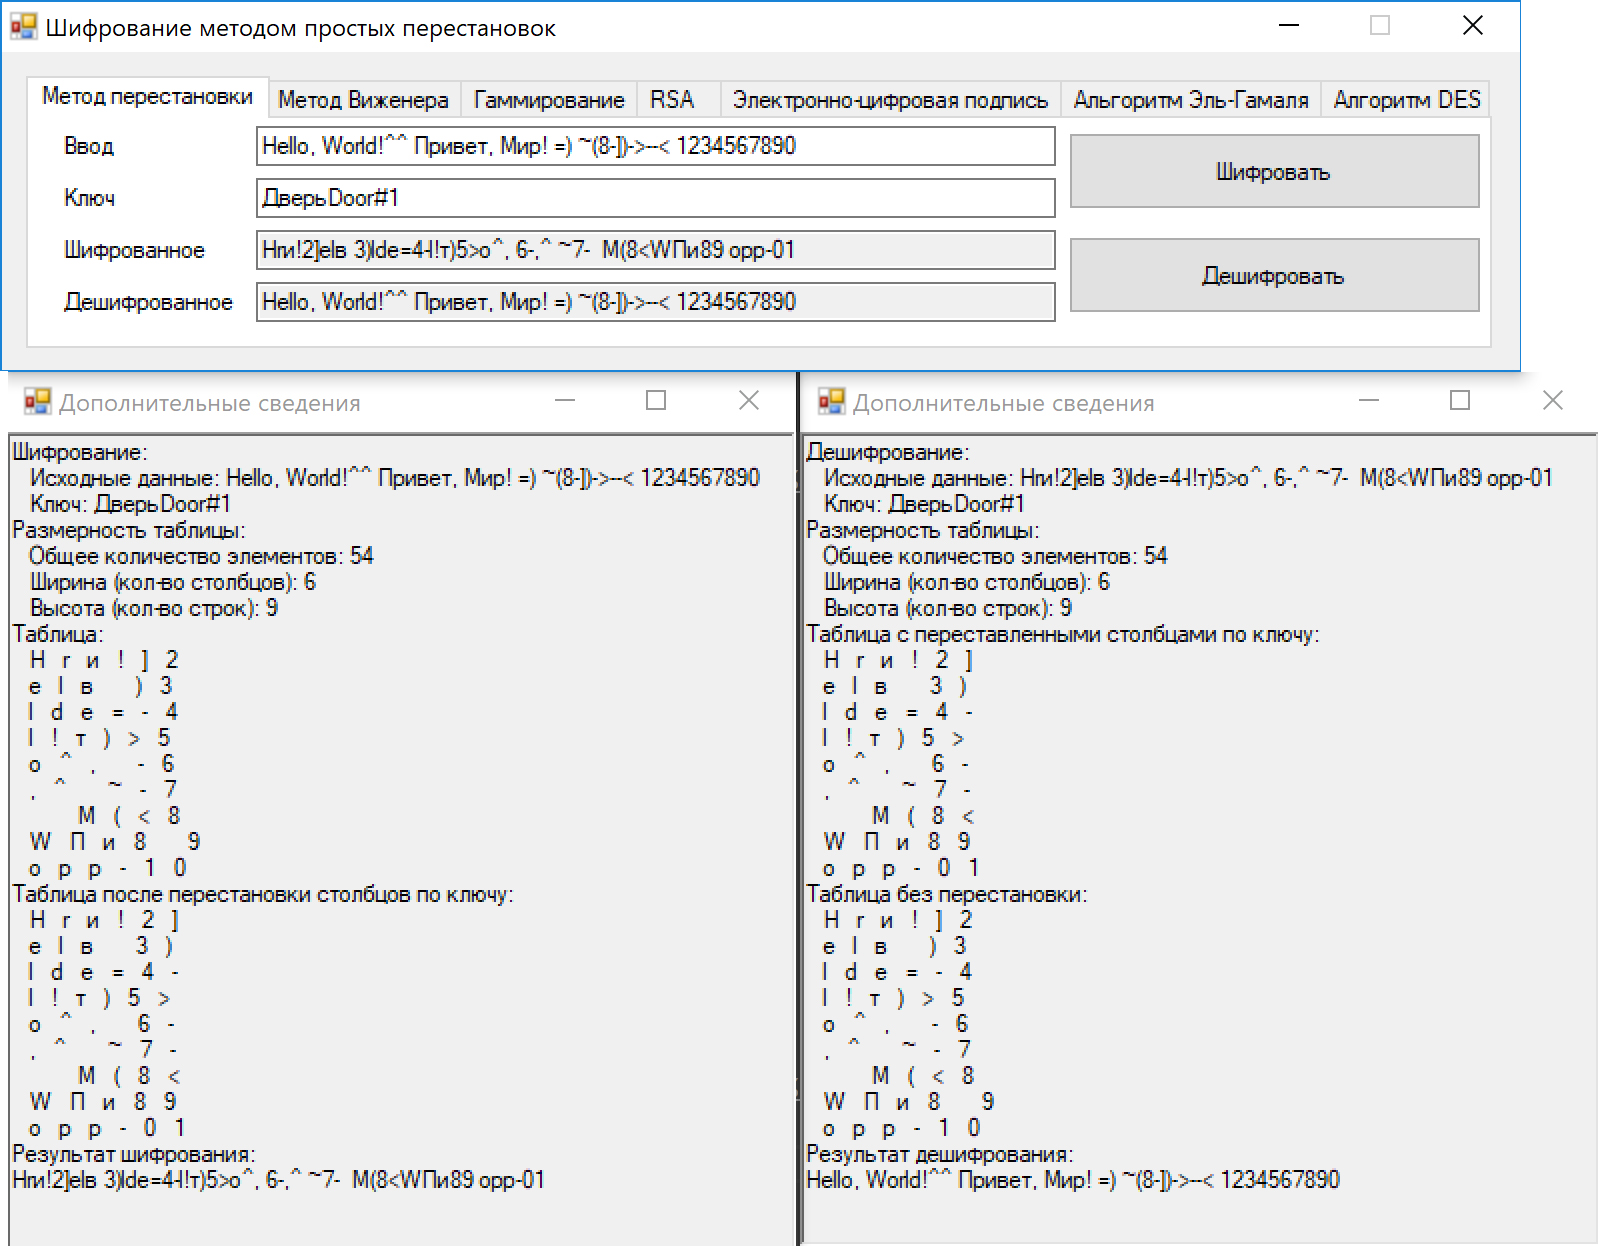 Шифрование методом простых перестановок
Метод перестановки Метод Виженера Гаммирование RSA Электронно-цифровая подпись Альгоритм Эль-Гамаля Алгоритм DES
Ввод Hello, World!^^ Привет, Мир! =) ~(8-])->--< 1234567890
Шифровать
Ключ ДверьDoor#1
Шифрованное Hrи!2]elв 3)lde=4-l!т)5>o^, 6-,^ ~7-  М(8<WПи89 oрр-01
Дешифровать
Дешифрованное Hello, World!^^ Привет, Мир! =) ~(8-])->--< 1234567890
Дополнительные сведения
Шифрование:
Исходные данные: Hello, World!^^ Привет, Мир! =) ~(8-])->--< 1234567890
Ключ: ДверьDoor#1
Размерность таблицы:
Общее количество элементов: 54
Ширина (кол-во столбцов): 6
Высота (кол-во строк): 9
Таблица:
H r и ! ] 2
e l в   ) 3
l d e = - 4
l ! т ) > 5
o ^ ,   - 6
, ^   ~ - 7
    М ( < 8
W П и 8   9
o р р - 1 0
Таблица после перестановки столбцов по ключу:
H r и ! 2 ]
e l в   3 )
l d e = 4 -
l ! т ) 5 >
o ^ ,   6 -
, ^   ~ 7 -
    М ( 8 <
W П и 8 9
o р р - 0 1
Результат шифрования:
Hrи!2]elв 3)lde=4-l!т)5>o^, 6-,^ ~7-  М(8<WПи89 oрр-01
Дополнительные сведения
Дешифрование:
Исходные данные: Hrи!2]elв 3)lde=4-l!т)5>o^, 6-,^ ~7-  М(8<WПи89 oрр-01
Ключ: ДверьDoor#1
Размерность таблицы:
Общее количество элементов: 54
Ширина (кол-во столбцов): 6
Высота (кол-во строк): 9
Таблица с переставленными столбцами по ключу:
H r и ! 2 ]
e l в   3 )
l d e = 4 -
l ! т ) 5 >
o ^ ,   6 -
, ^   ~ 7 -
    М ( 8 <
W П и 8 9
o р р - 0 1
Таблица без перестановки:
H r и ! ] 2
e l в   ) 3
l d e = - 4
l ! т ) > 5
o ^ ,   - 6
, ^   ~ - 7
    М ( < 8
W П и 8   9
o р р - 1 0
Результат дешифрования:
Hello, World!^^ Привет, Мир! =) ~(8-])->--< 1234567890